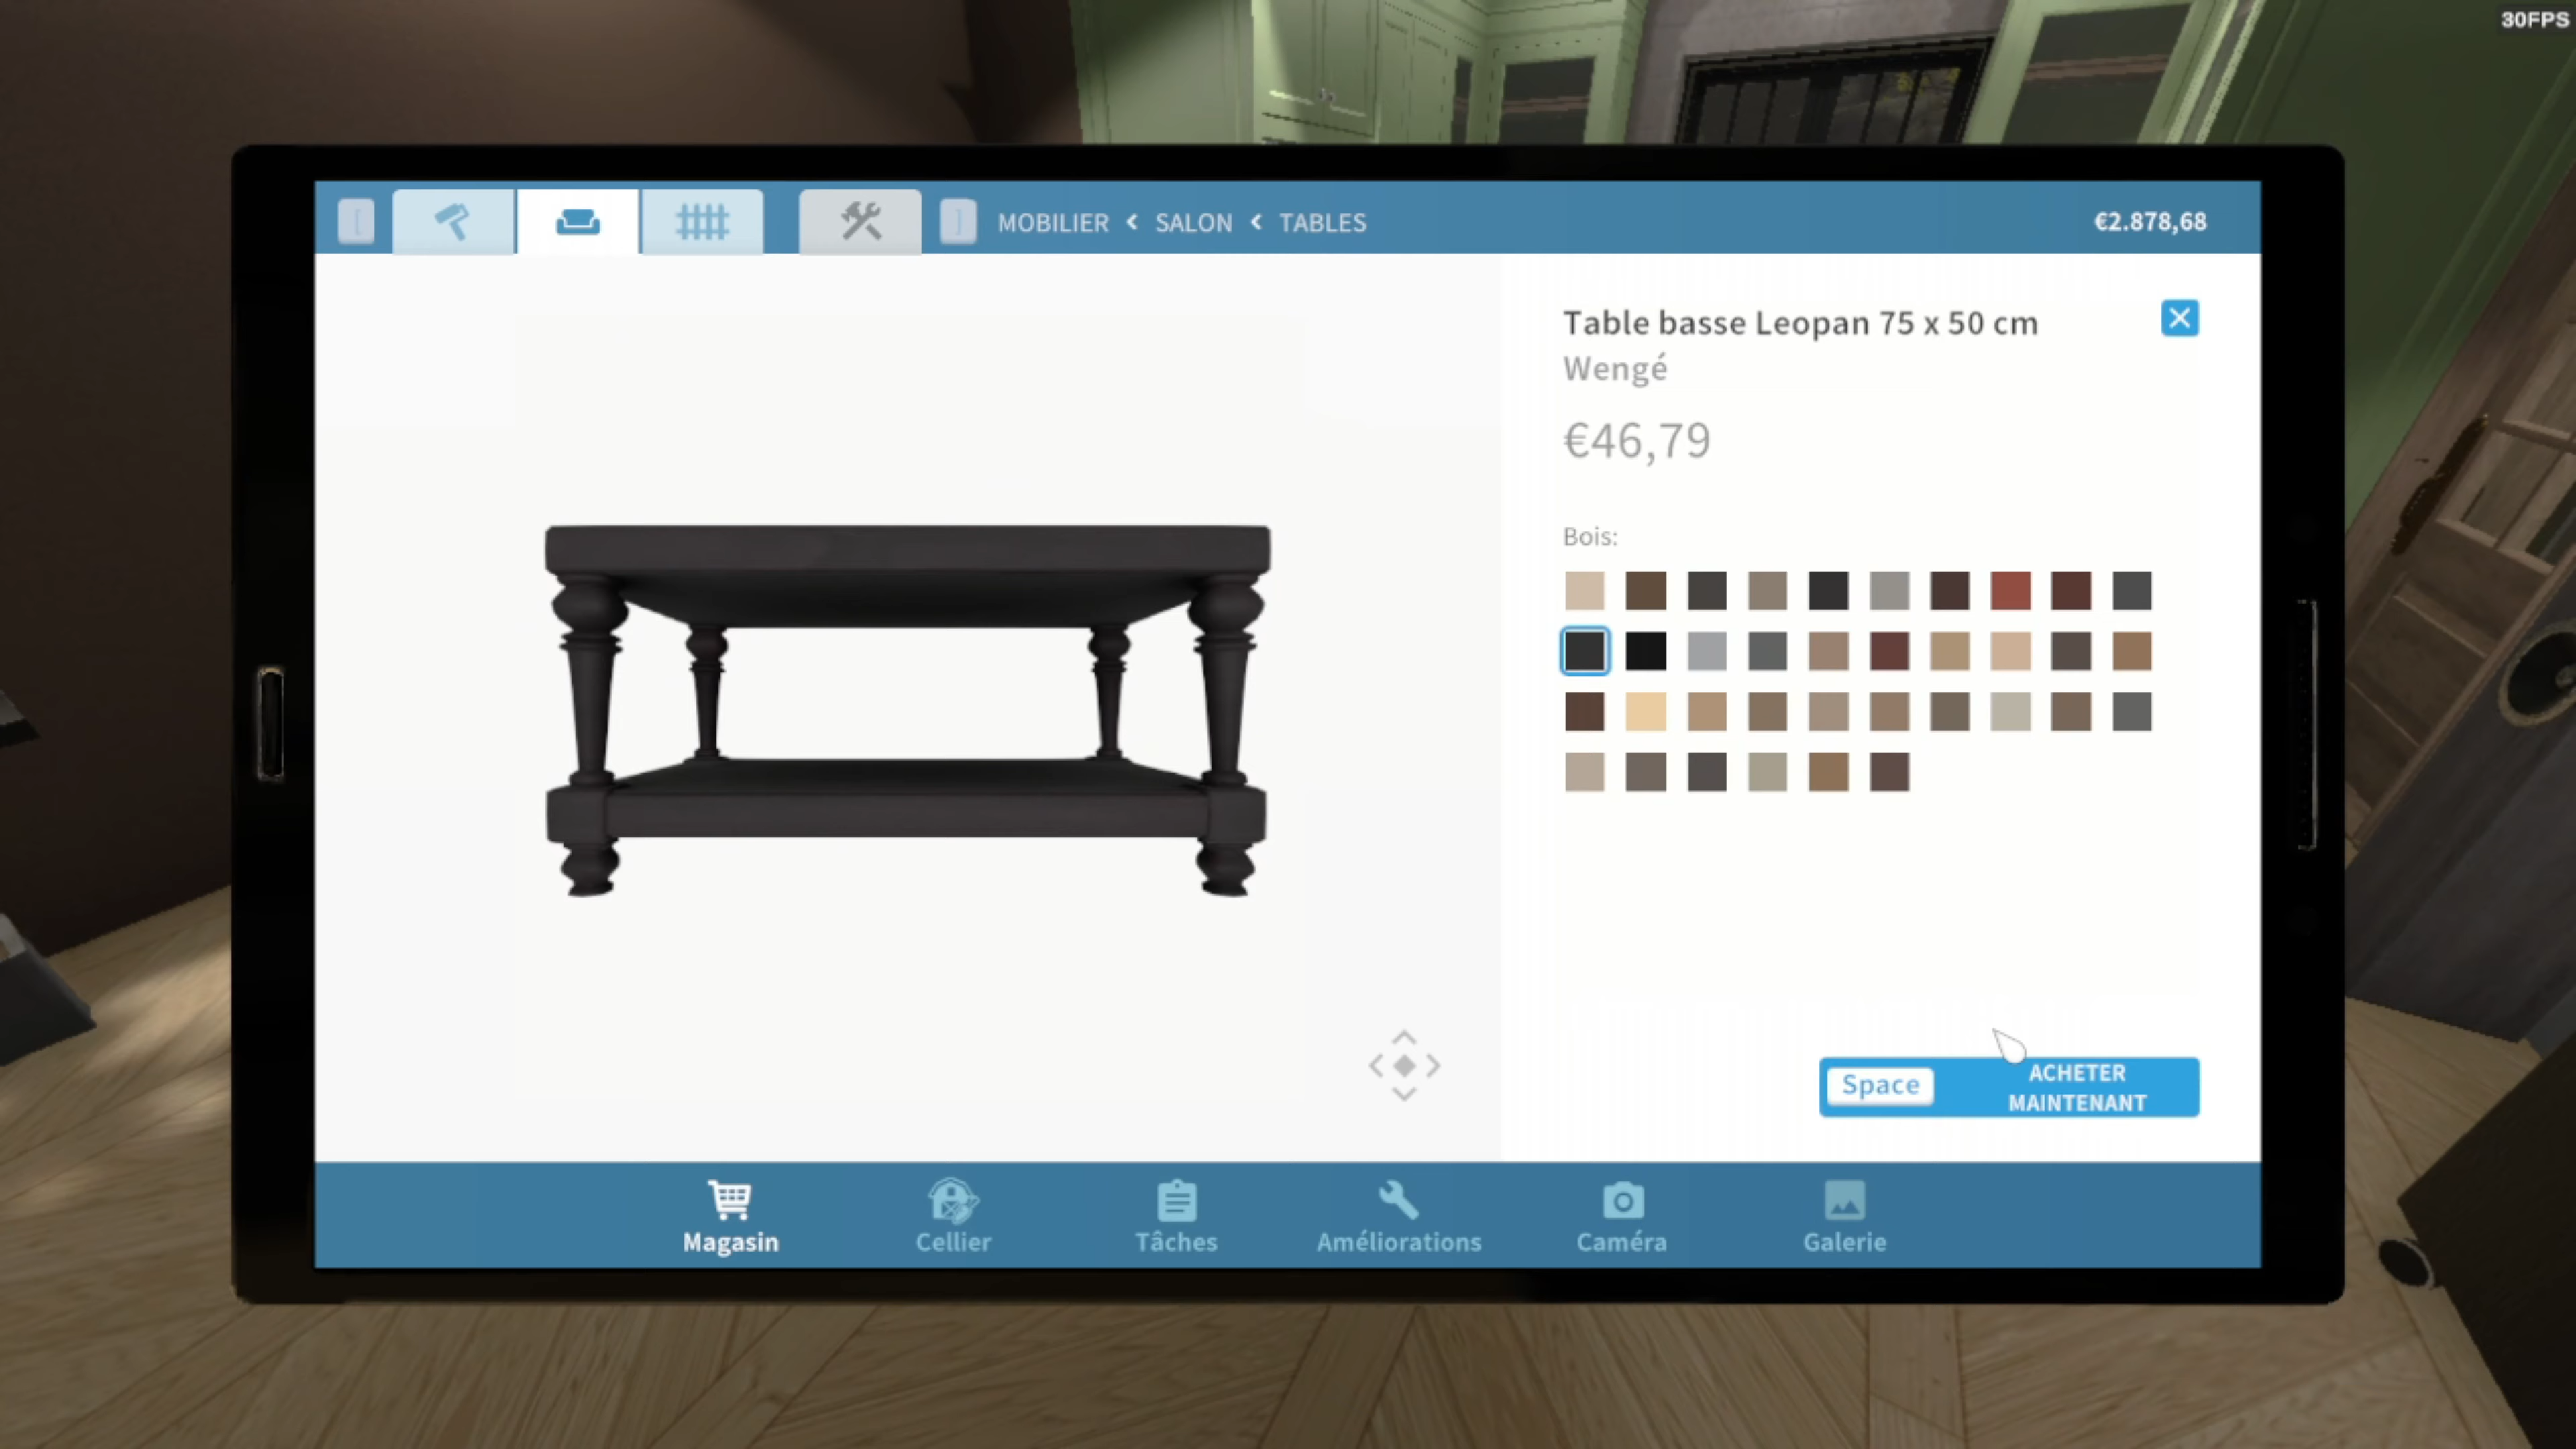 30FPS
[
]
MOBILIER < SALON < TABLES
€2.878,68
Table basse Leopan 75 x 50 cm
Wengé
€46,79
Bois:
Space
ACHETER
MAINTENANT
Magasin
Cellier
Tâches
Améliorations
Caméra
Galerie